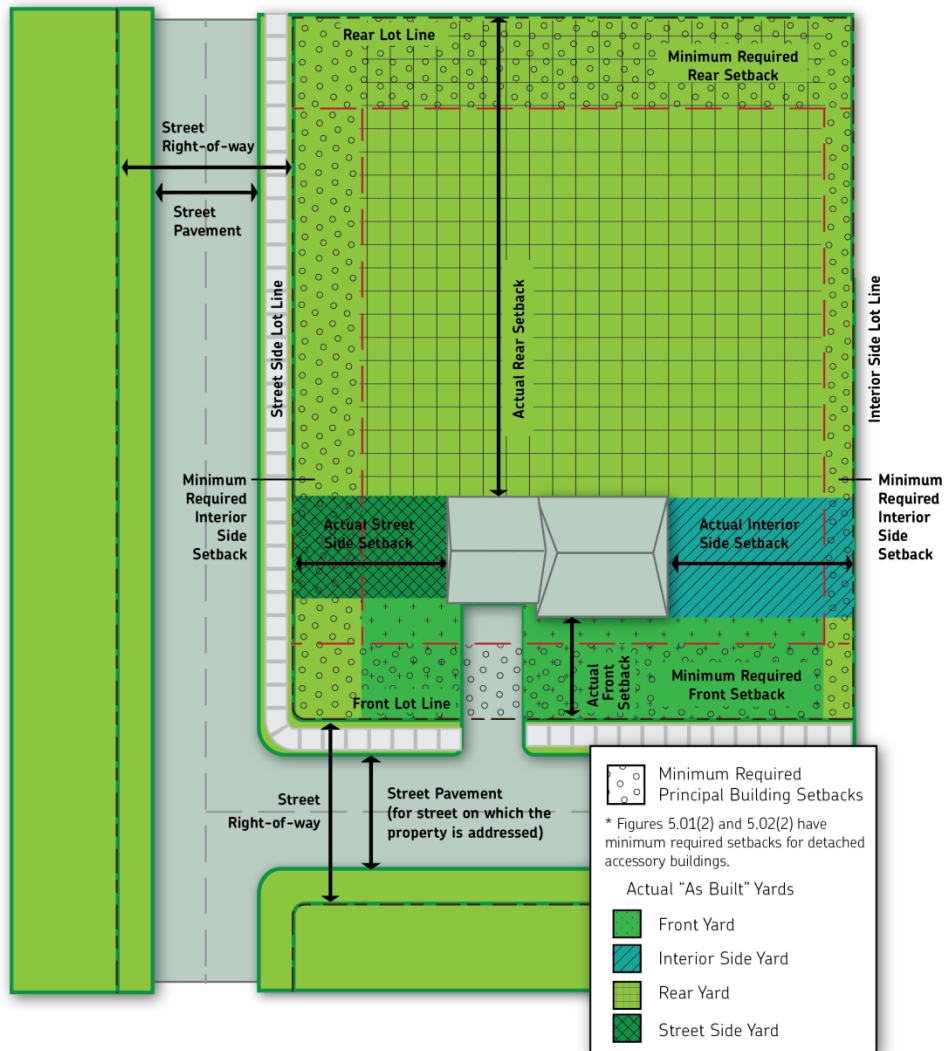 Rear Lot Line
Minimum Required
Rear Setback
Street
Right-of-way
Street
Pavement
Street Side Lot Line
Actual Rear Setback
Interior Side Lot Line
Minimum
Required
Interior
Side
Setback
Actual Street
Side Setback
Actual Interior
Side Setback
Minimum
Required
Interior
Side
Setback
Actual
Front
Setback
Minimum Required
Front Setback
Front Lot Line
Street
Right-of-way
Street Pavement
(for street on which the
property is addressed)
Minimum Required
Principal Building Setbacks
* Figures 5.01(2) and 5.02(2) have
minimum required setbacks for detached
accessory buildings.
Actual “As Built” Yards
Front Yard
Interior Side Yard
Rear Yard
Street Side Yard